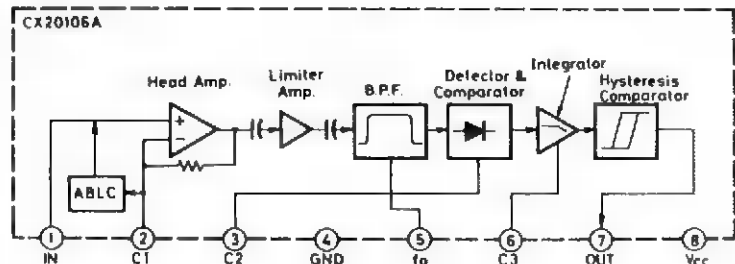 CX20106A
Head Amp.
Limiter
Amp.
B.P.F.
Detector &
Comparator
Integrator
Hysteresis
Comparator
+
−
ABLC
1 2 3 4 5 6 7 8
IN C1 C2 GND fo C3 OUT Vcc